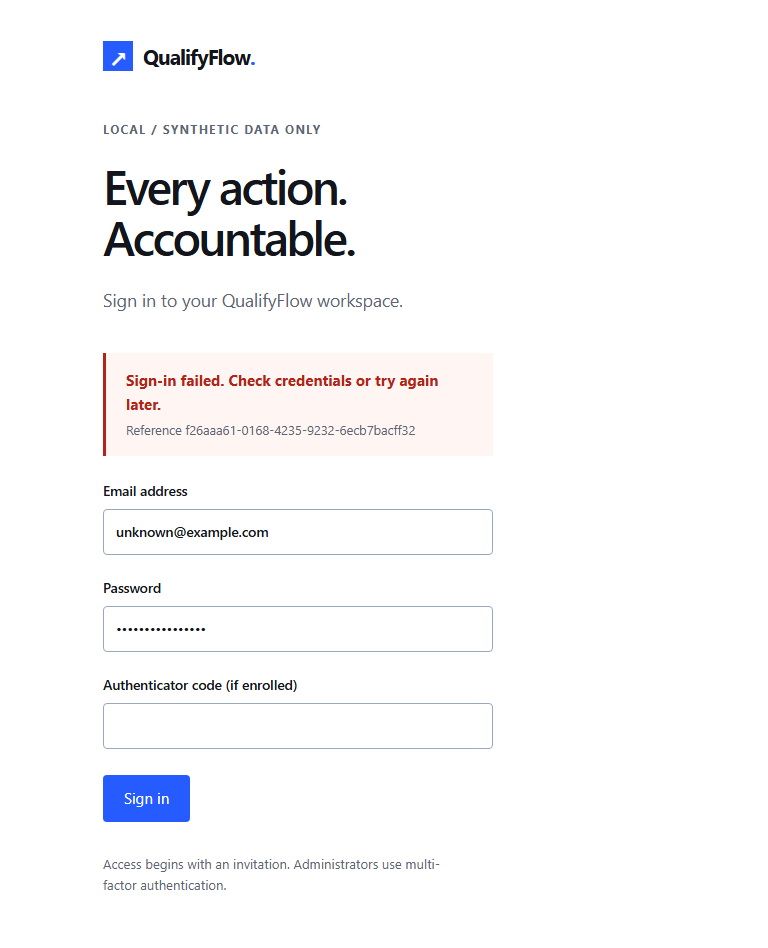 QualifyFlow.
LOCAL / SYNTHETIC DATA ONLY
Every action.
Accountable.
Sign in to your QualifyFlow workspace.
Sign-in failed. Check credentials or try again
later.
Reference f26aaa61-0168-4235-9232-6ecb7bacff32
Email address
unknown@example.com
Password
••••••••••••••••
Authenticator code (if enrolled)
Sign in
Access begins with an invitation. Administrators use multi-
factor authentication.